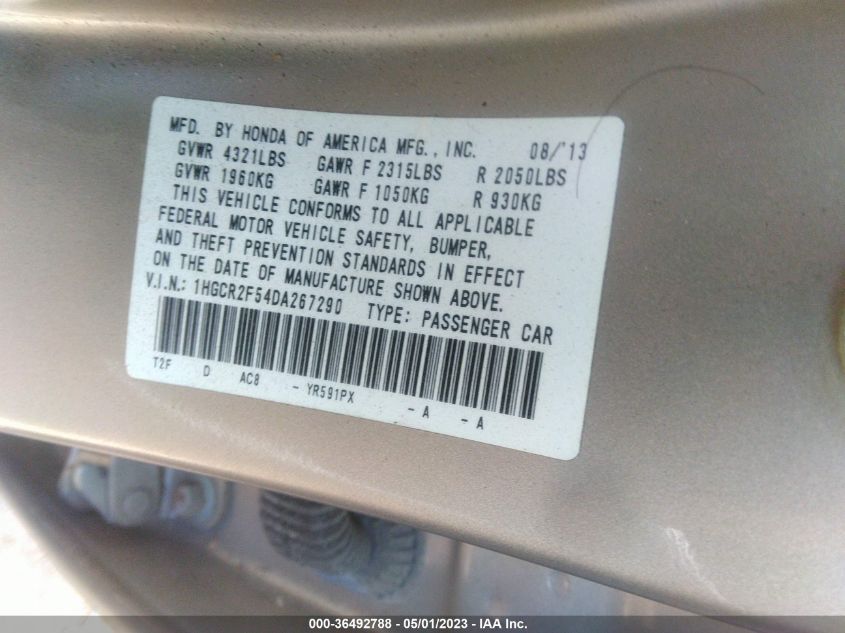 MFD. BY HONDA OF AMERICA MFG., INC. 08/'13
GVWR 4321LBS GAWR F 2315LBS R 2050LBS
GVWR 1960KG GAWR F 1050KG R 930KG
THIS VEHICLE CONFORMS TO ALL APPLICABLE
FEDERAL MOTOR VEHICLE SAFETY, BUMPER,
AND THEFT PREVENTION STANDARDS IN EFFECT
ON THE DATE OF MANUFACTURE SHOWN ABOVE.
V.I.N.: 1HGCR2F54DA267290 TYPE: PASSENGER CAR
T2F D AC8 - YR591PX - A - A
000-36492788 - 05/01/2023 - IAA Inc.